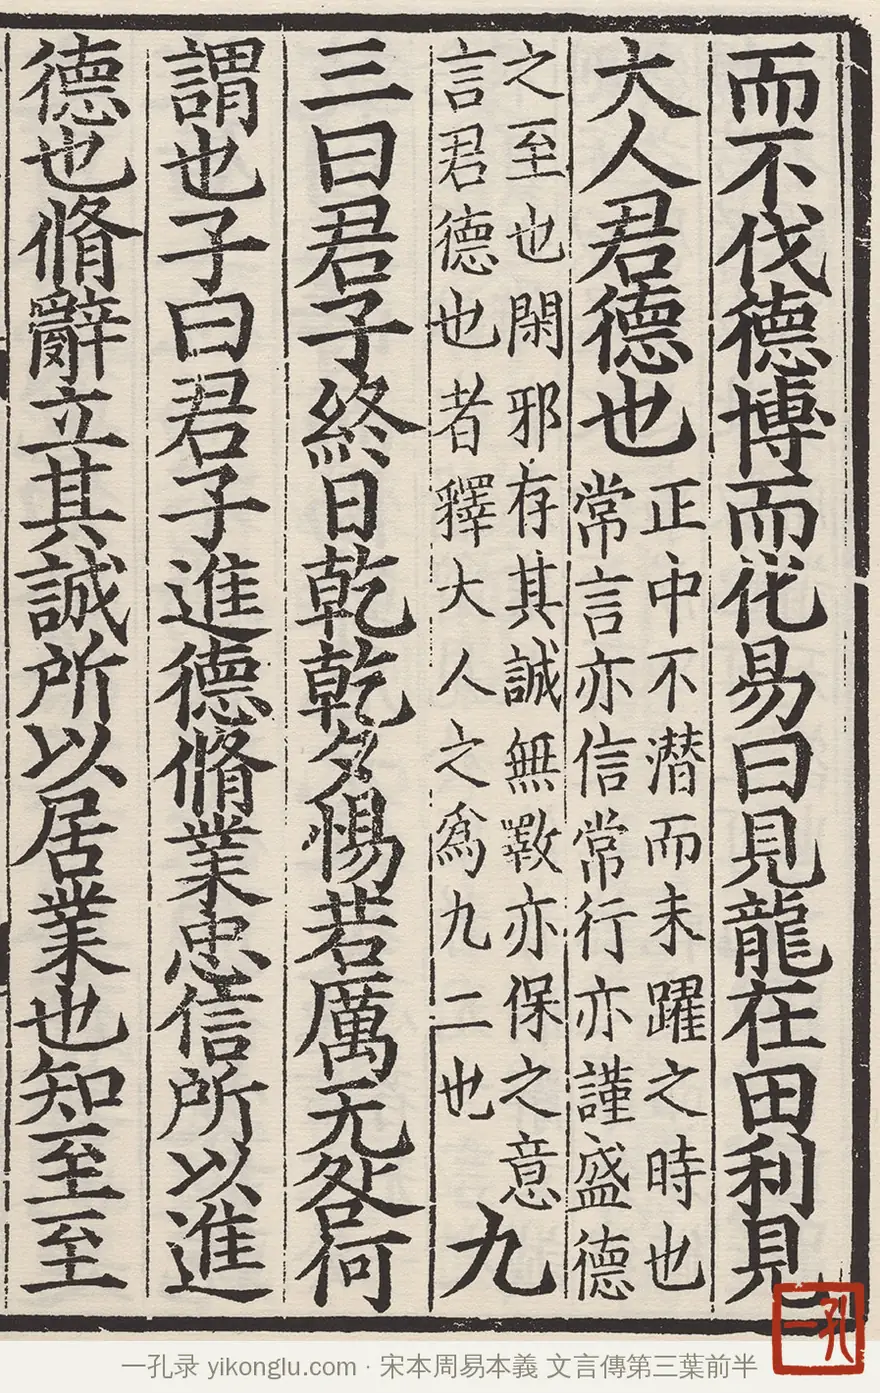 而不伐德博而化易曰見龍在田利見
大人君德也
正中不潜而未躍之時也
常言亦信常行亦謹盛德
之至也閑邪存其誠無斁亦保之意
言君德也者釋大人之爲九二也
九
三曰君子終日乾乾夕惕若厲无咎何
謂也子曰君子進德脩業忠信所以進
德也脩辭立其誠所以居業也知至至
一孔
一孔录 yikonglu.com · 宋本周易本義 文言傳第三葉前半